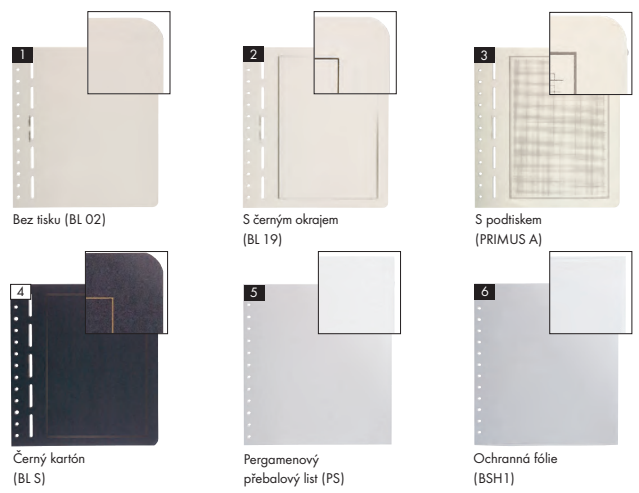 1
2
3
Bez tisku (BL 02)
S černým okrajem
(BL 19)
S podtiskem
(PRIMUS A)
4
5
6
Černý kartón
(BL S)
Pergamenový
přebalový list (PS)
Ochranná fólie
(BSH1)